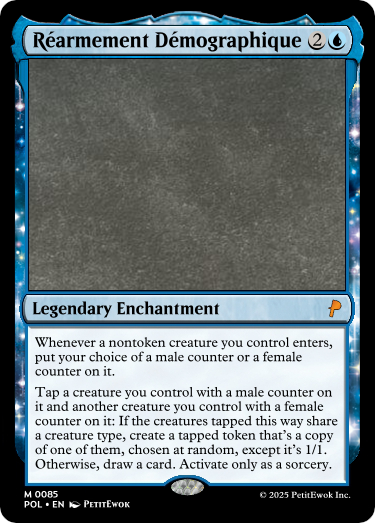 Réarmement Démographique 2
Legendary Enchantment
Whenever a nontoken creature you control enters,
put your choice of a male counter or a female
counter on it.
Tap a creature you control with a male counter on
it and another creature you control with a female
counter on it: If the creatures tapped this way share
a creature type, create a tapped token that's a copy
of one of them, chosen at random, except it's 1/1.
Otherwise, draw a card. Activate only as a sorcery.
M 0085
POL • EN PetitEwok
© 2025 PetitEwok Inc.